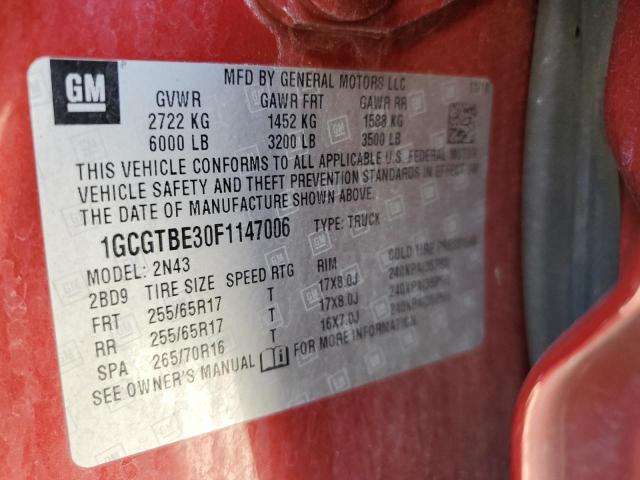 GM
MFD BY GENERAL MOTORS LLC
GVWR GAWR FRT GAWR RR
2722 KG 1452 KG 1588 KG
6000 LB 3200 LB 3500 LB
THIS VEHICLE CONFORMS TO ALL APPLICABLE U.S. FEDERAL MOTOR
VEHICLE SAFETY AND THEFT PREVENTION STANDARDS IN EFFECT ON
THE DATE OF MANUFACTURE SHOWN ABOVE.
1GCGTBE30F1147006 TYPE: TRUCK
MODEL: 2N43
2BD9 TIRE SIZE SPEED RTG RIM COLD TIRE PRESSURE
FRT 255/65R17 T 17X8.0J
RR 255/65R17 T 17X8.0J
SPA 265/70R16 T 16X7.0J
SEE OWNER'S MANUAL FOR MORE INFORMATION.